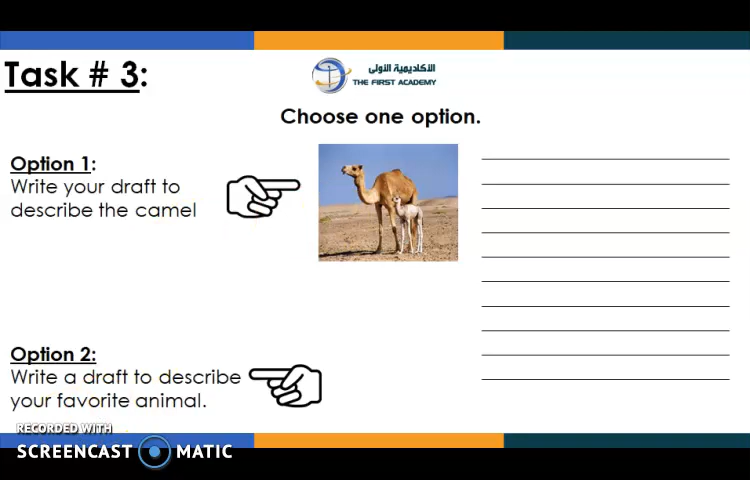 Task # 3:
الأكاديمية الأولى
THE FIRST ACADEMY
Choose one option.
Option 1:
Write your draft to
describe the camel
Option 2:
Write a draft to describe
your favorite animal.
RECORDED WITH
SCREENCAST MATIC